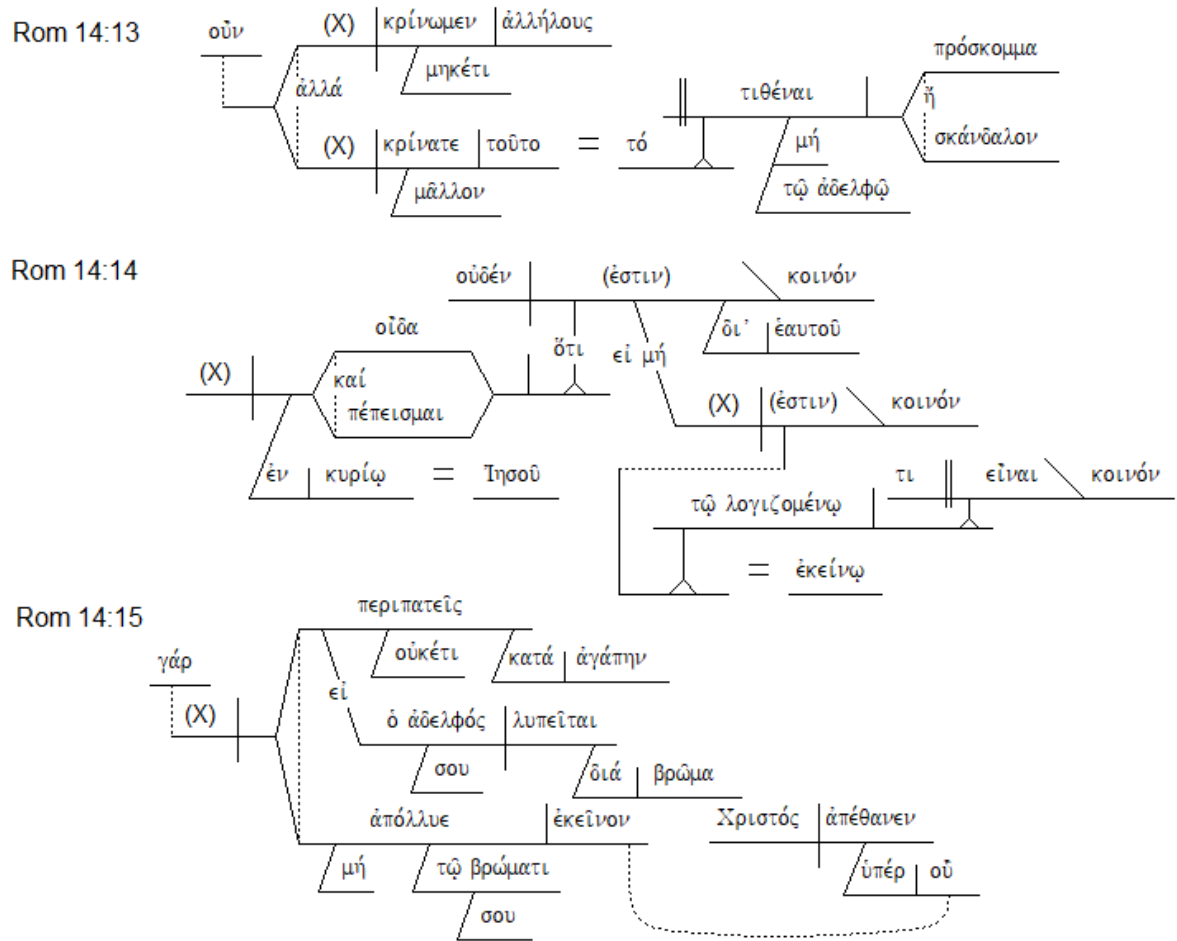 Rom 14:13
οὖν
(X) κρίνωμεν ἀλλήλους
μηκέτι
ἀλλά
(X) κρίνατε τοῦτο = τό
μᾶλλον
τιθέναι
μή
τῷ ἀδελφῷ
πρόσκομμα
ἤ
σκάνδαλον
Rom 14:14
οὐδέν (ἐστιν) κοινόν
δι' ἑαυτοῦ
οἶδα
(X) καί
πέπεισμαι
ὅτι
εἰ μή
ἐν κυρίῳ = Ἰησοῦ
(X) (ἐστιν) κοινόν
τῷ λογιζομένῳ τι εἶναι κοινόν
= ἐκείνῳ
Rom 14:15
γάρ
(X)
περιπατεῖς
οὐκέτι κατά ἀγάπην
εἰ
ὁ ἀδελφός λυπεῖται
σου διά βρῶμα
ἀπόλλυε ἐκεῖνον
μή τῷ βρώματι
σου
Χριστός ἀπέθανεν
ὑπέρ οὗ